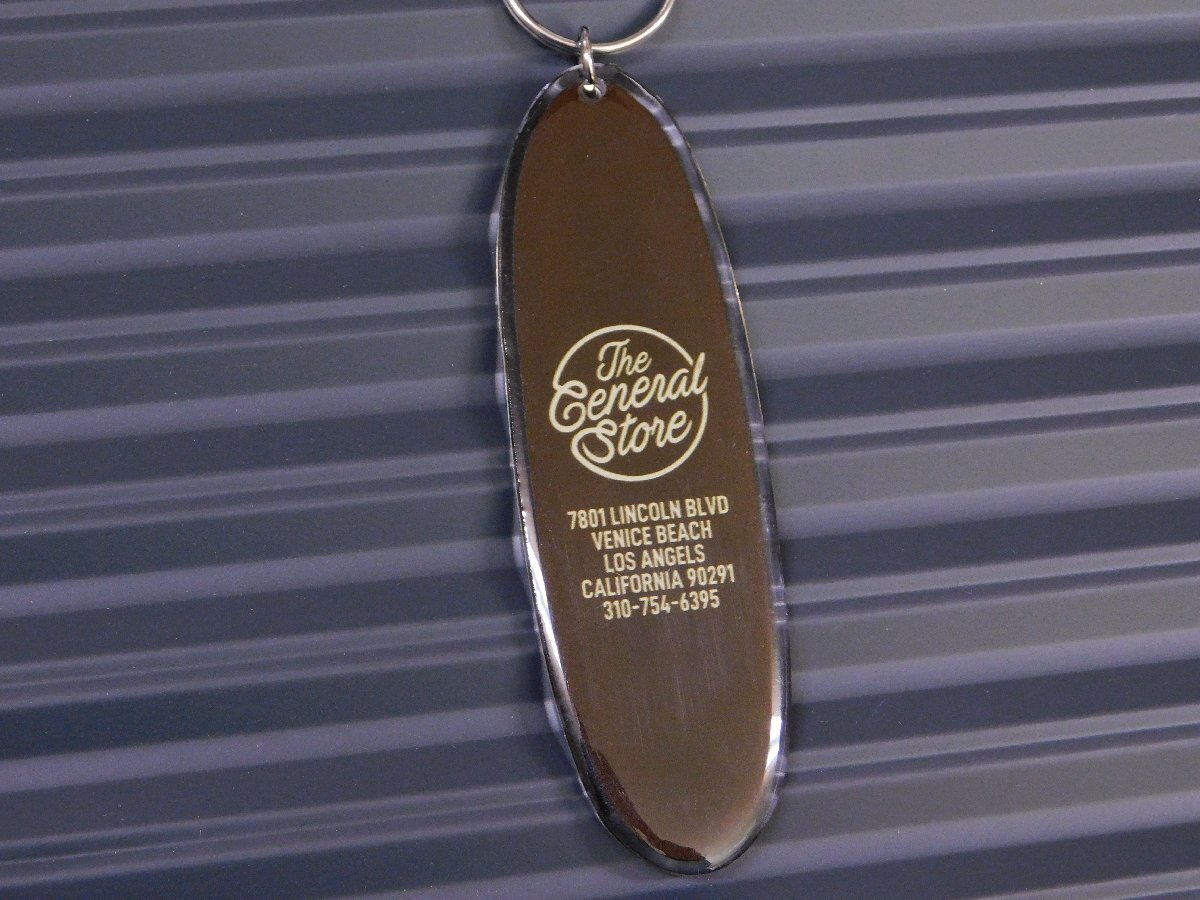 The
General
Store
7801 LINCOLN BLVD
VENICE BEACH
LOS ANGELS
CALiFORNiA 90291
310-754-6395